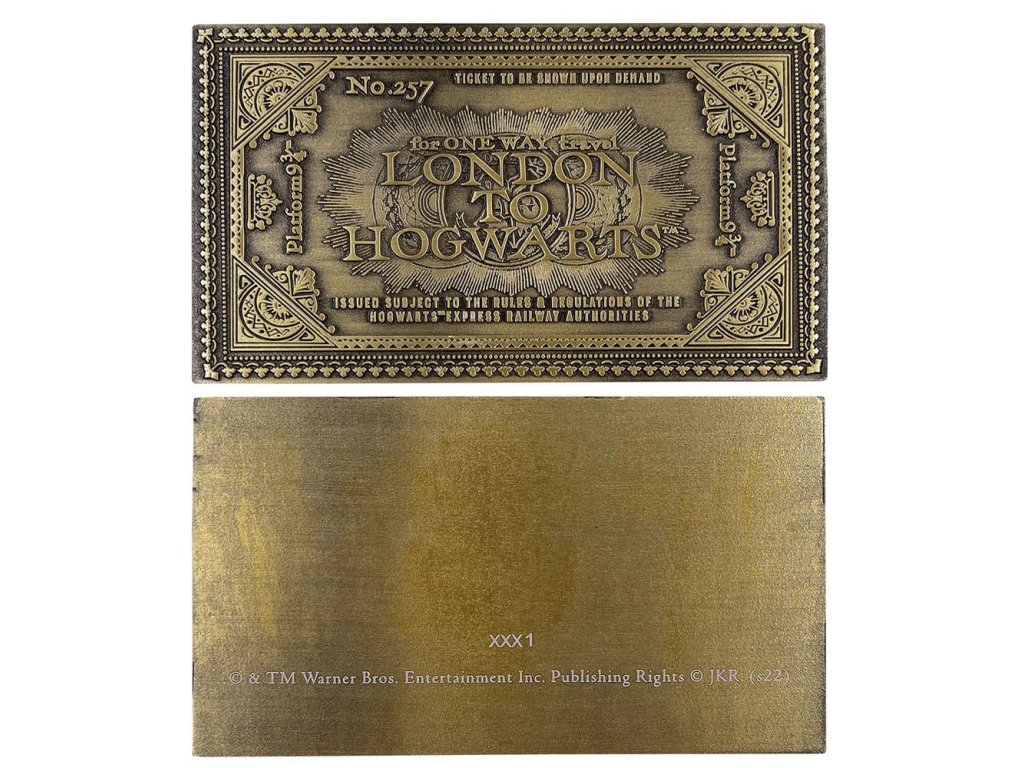 No.257
TICKET TO BE SHOWN UPON DEMAND
for ONE WAY travel
LONDON
TO
HOGWARTS™
Platform 9¾
Platform 9¾
ISSUED SUBJECT TO THE RULES & REGULATIONS OF THE
HOGWARTS™ EXPRESS RAILWAY AUTHORITIES
XXX1
© & TM Warner Bros. Entertainment Inc. Publishing Rights © JKR. (s22)